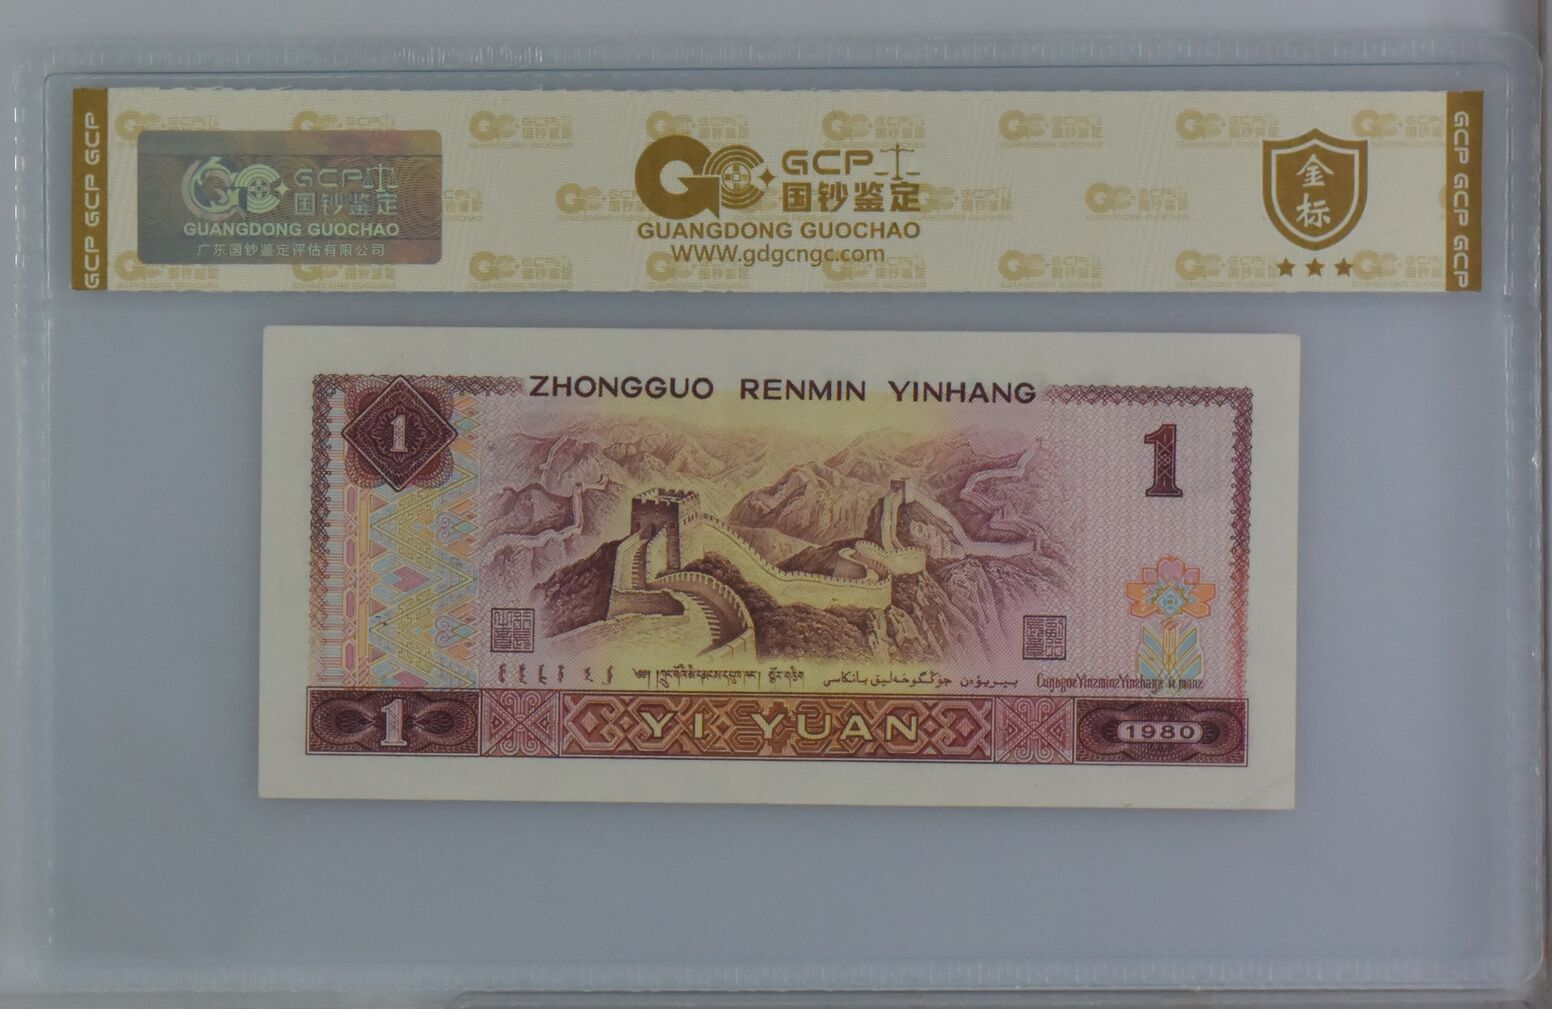 GCP GCP GCP
GCP
国钞鉴定
GUANGDONG GUOCHAO
广东国钞鉴定评估有限公司
GCP
国钞鉴定
GUANGDONG GUOCHAO
WWW.gdgcngc.com
金标
GCP GCP GCP
ZHONGGUO RENMIN YINHANG
1
1
1 YI YUAN 1980